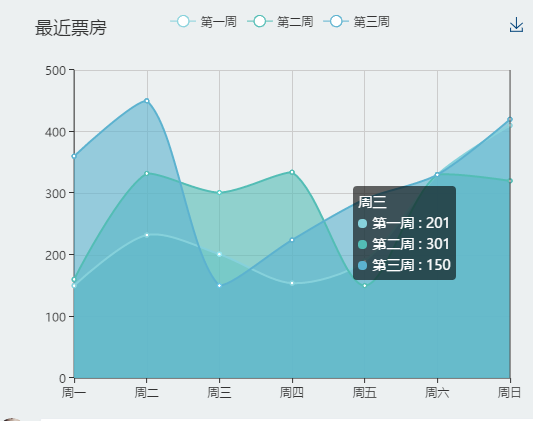 最近票房
第一周 第二周 第三周
500
400
300
200
100
0
周三
第一周 : 201
第二周 : 301
第三周 : 150
周一 周二 周三 周四 周五 周六 周日